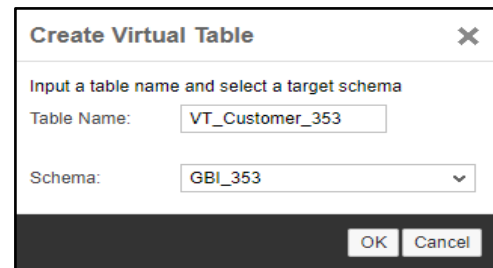 Create Virtual Table
Input a table name and select a target schema
Table Name: VT_Customer_353
Schema: GBI_353
OK Cancel